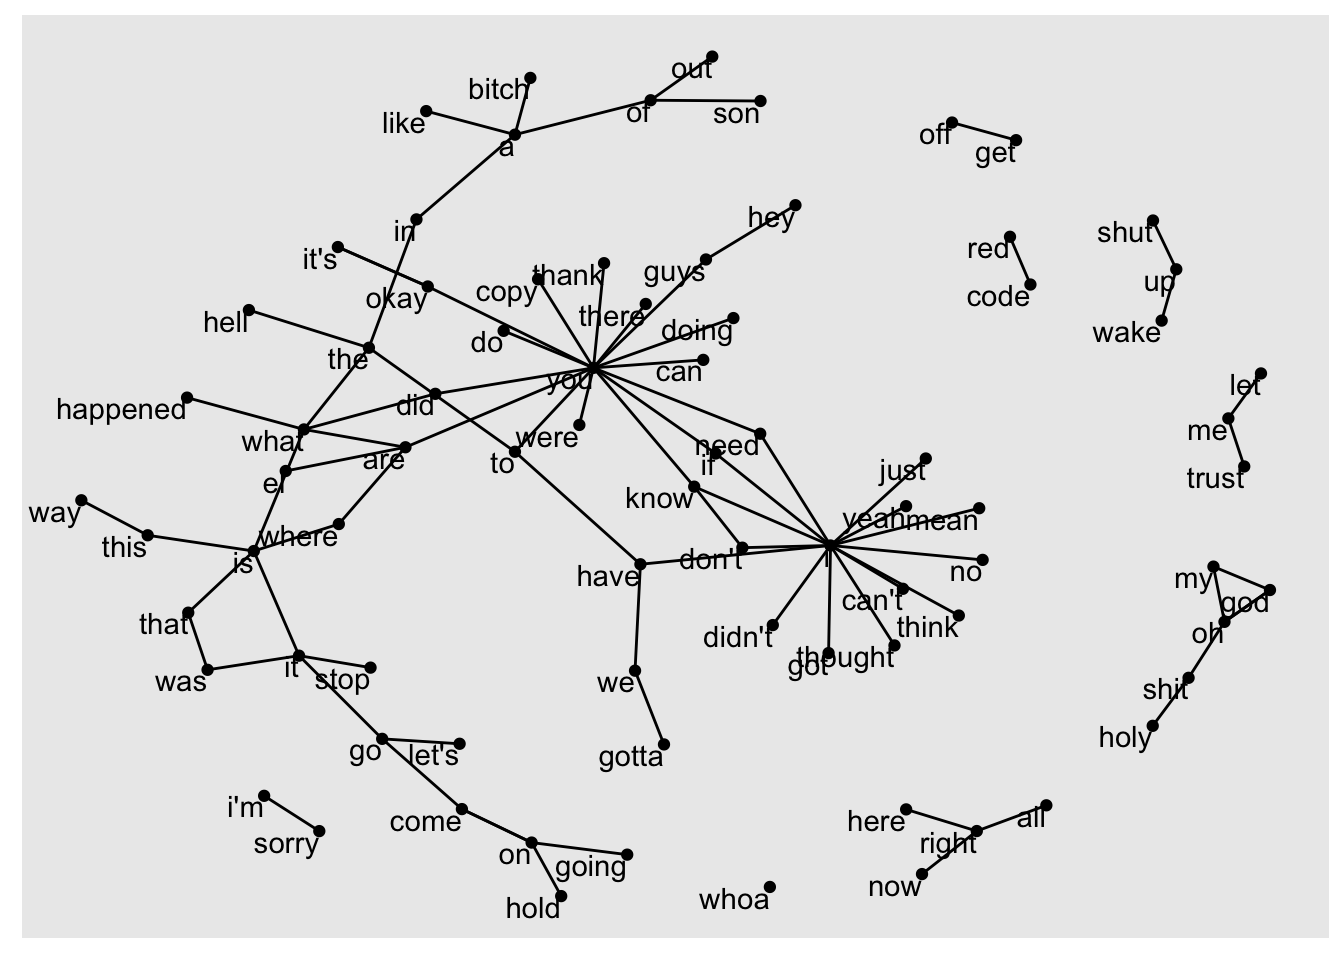 out
bitch
of
son
like
off
a
get
hey
in
shut
red
it's
thank
guys
up
copy
code
okay
there
hell
doing
wake
do
the
can
you
let
did
happened
me
were
what
need
are
to
if
just
trust
el
know
way
yeah
mean
where
this
don't
i
is
no
have
my
can't
god
that
think
oh
didn't
thought
got
it
stop
was
we
shit
holy
go
let's
gotta
i'm
all
come
here
right
sorry
on
going
now
whoa
hold